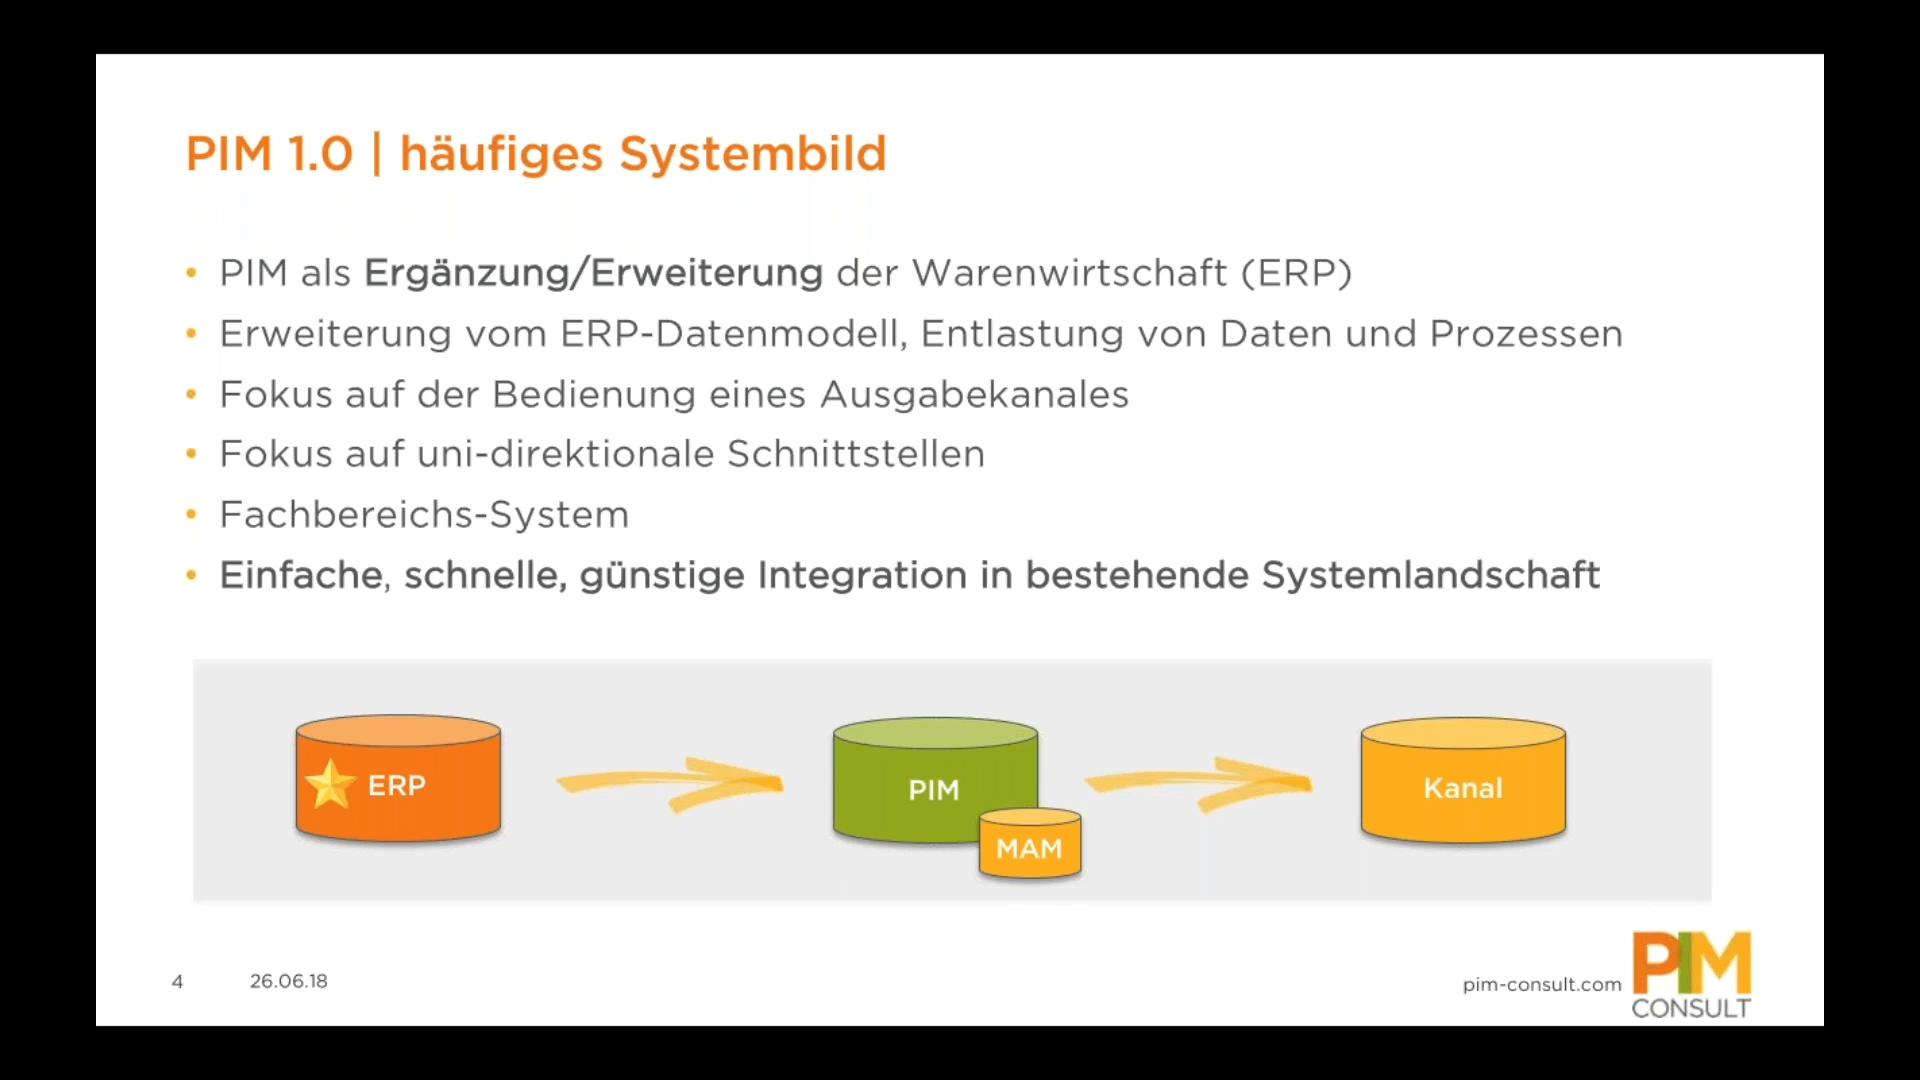 PIM 1.0 | häufiges Systembild
• PIM als Ergänzung/Erweiterung der Warenwirtschaft (ERP)
• Erweiterung vom ERP-Datenmodell, Entlastung von Daten und Prozessen
• Fokus auf der Bedienung eines Ausgabekanales
• Fokus auf uni-direktionale Schnittstellen
• Fachbereichs-System
• Einfache, schnelle, günstige Integration in bestehende Systemlandschaft
ERP
PIM
MAM
Kanal
4
26.06.18
pim-consult.com
PIM
CONSULT